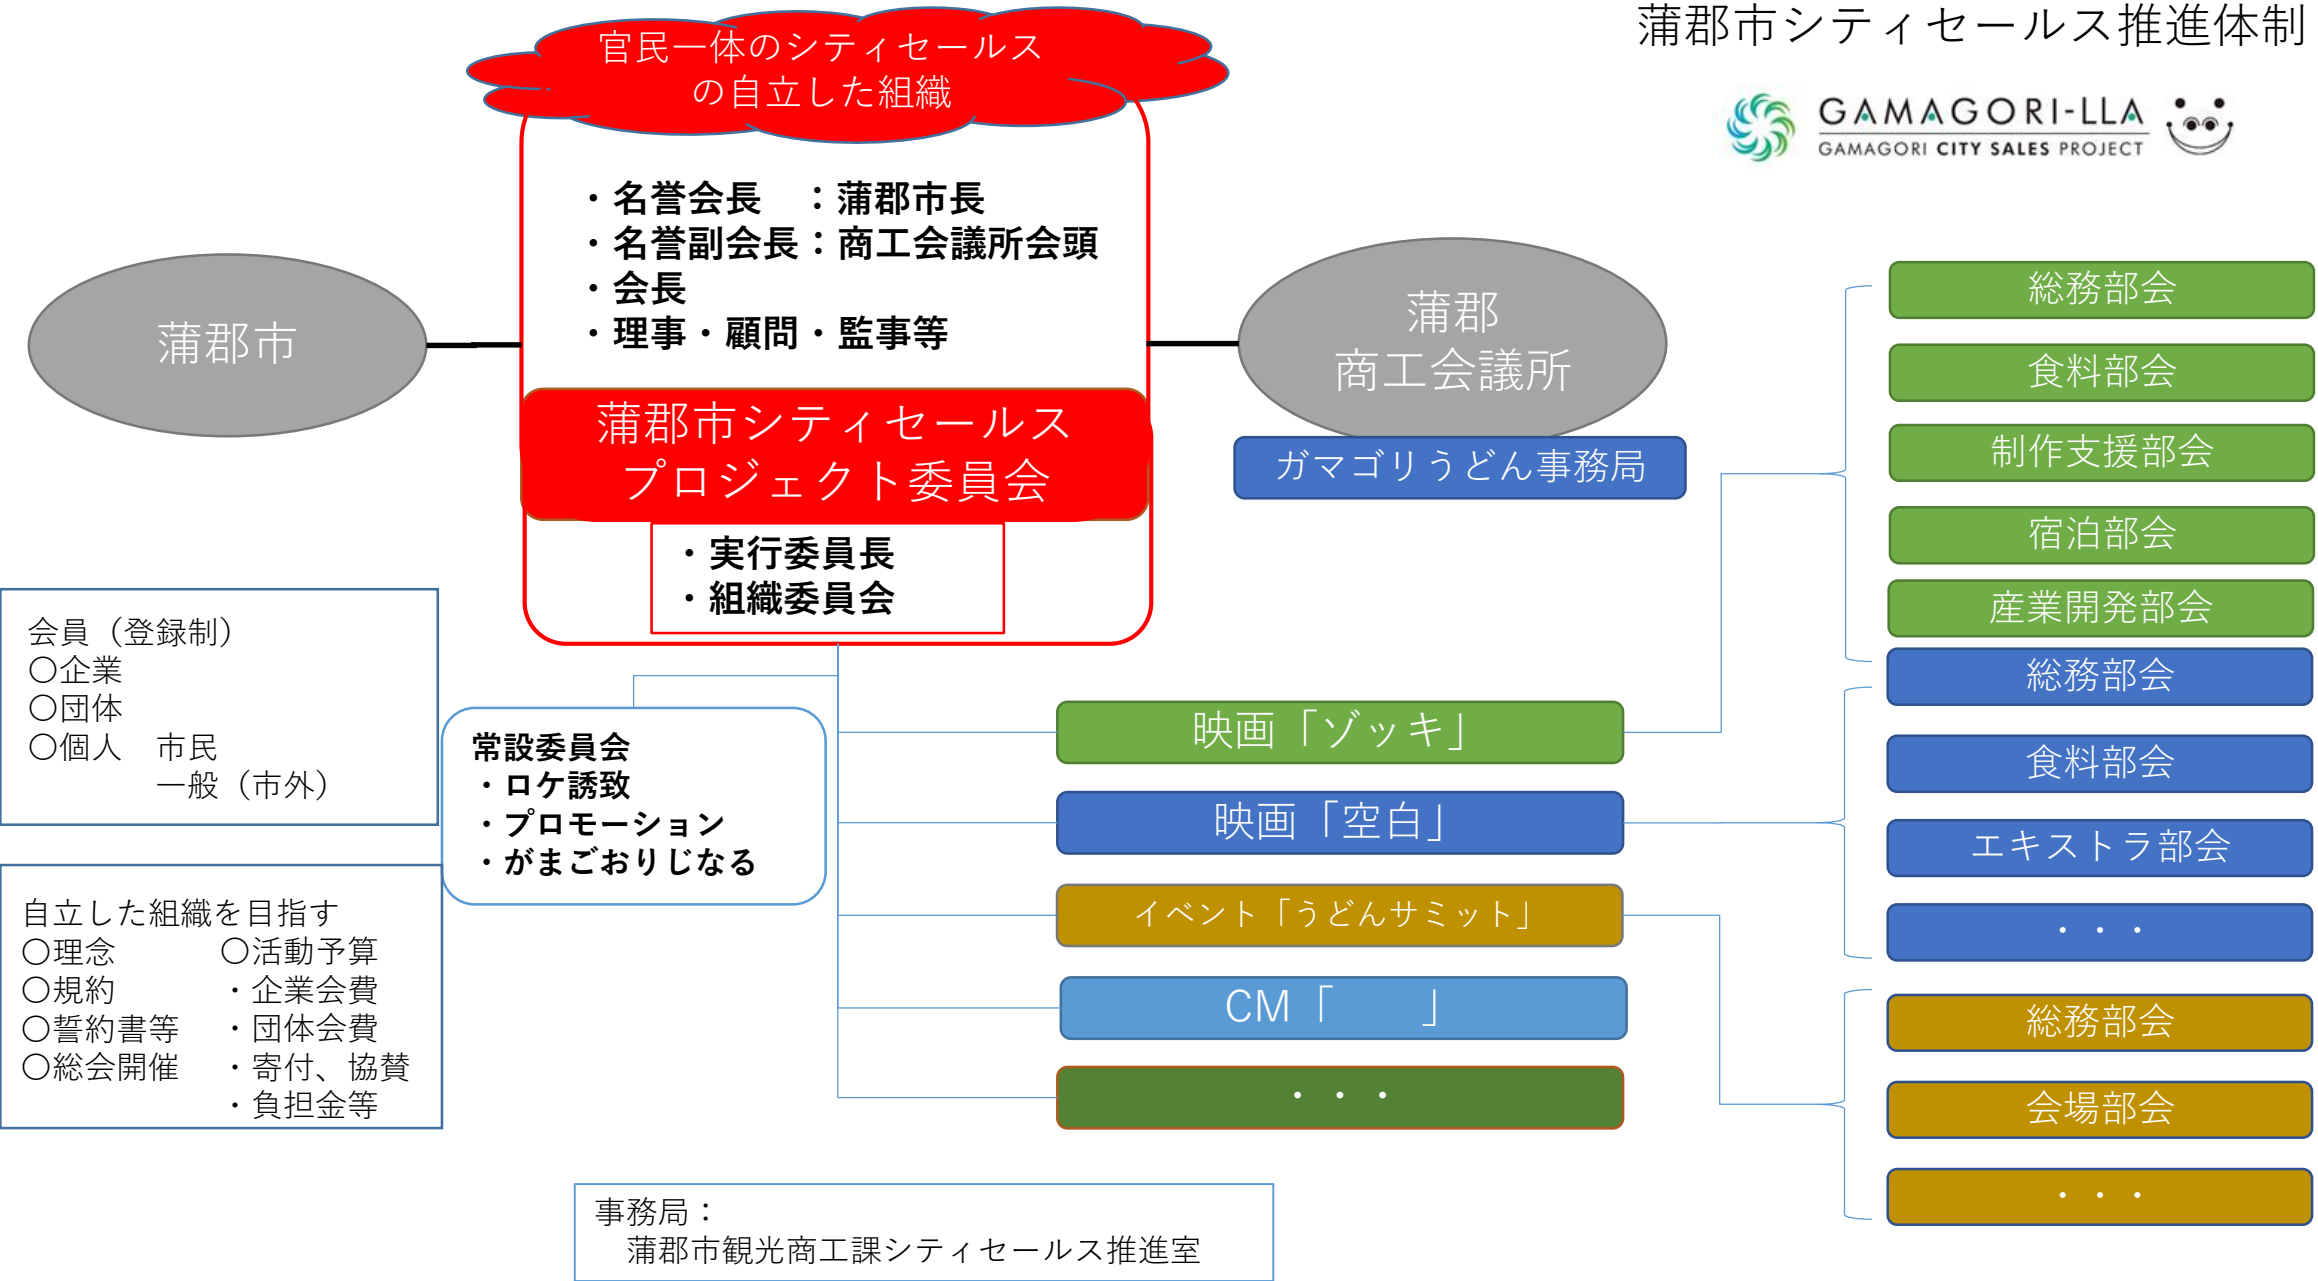 蒲郡市シティセールス推進体制
GAMAGORI-LLA
GAMAGORI CITY SALES PROJECT
官民一体のシティセールス
の自立した組織
・名誉会長　：蒲郡市長
・名誉副会長：商工会議所会頭
・会長
・理事・顧問・監事等
蒲郡市
蒲郡
商工会議所
ガマゴリうどん事務局
蒲郡市シティセールス
プロジェクト委員会
・実行委員長
・組織委員会
会員（登録制）
〇企業
〇団体
〇個人　市民
一般（市外）
自立した組織を目指す
〇理念　　　〇活動予算
〇規約　　　・企業会費
〇誓約書等　・団体会費
〇総会開催　・寄付、協賛
・負担金等
常設委員会
・ロケ誘致
・プロモーション
・がまごおりじなる
映画「ゾッキ」
映画「空白」
イベント「うどんサミット」
CM「　　」
・・・
総務部会
食料部会
制作支援部会
宿泊部会
産業開発部会
総務部会
食料部会
エキストラ部会
・・・
総務部会
会場部会
・・・
事務局：
蒲郡市観光商工課シティセールス推進室